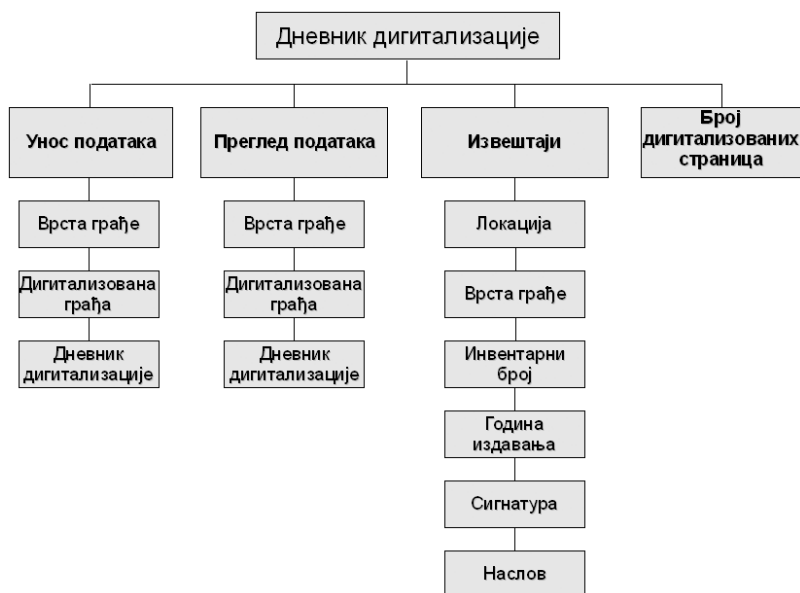 Дневник дигитализације
Унос података
Преглед података
Извештаји
Број
дигитализованих
страница
Врста грађе
Дигитализована
грађа
Дневник
дигитализације
Врста грађе
Дигитализована
грађа
Дневник
дигитализације
Локација
Врста грађе
Инвентарни
број
Година
издавања
Сигнатура
Наслов